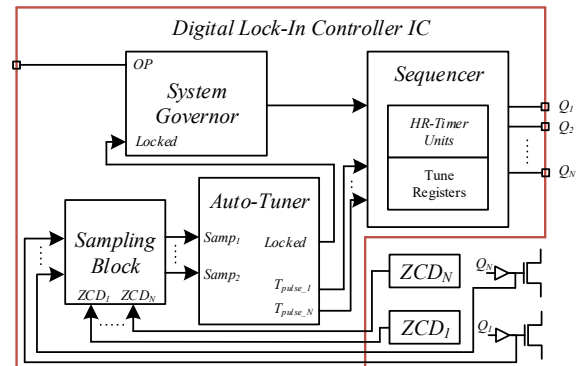 Digital Lock-In Controller IC
OP
System
Governor
Locked
Sequencer
HR-Timer
Units
Tune
Registers
Q1
Q2
QN
Auto-Tuner
Samp1
Samp2
Locked
Tpulse_1
Tpulse_N
Sampling
Block
ZCD1 ZCDN
ZCDN
ZCD1
QN
Q1